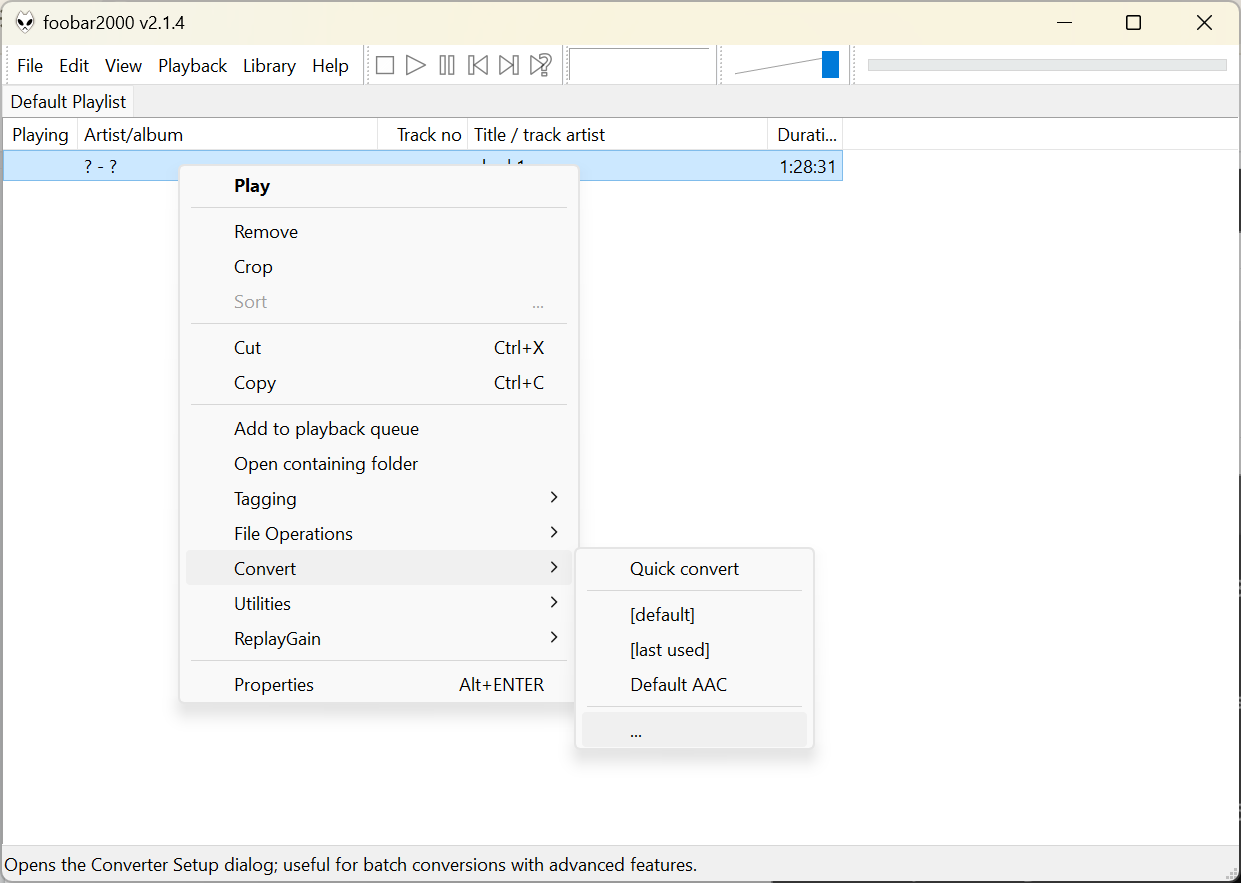 foobar2000 v2.1.4
File Edit View Playback Library Help
Default Playlist
Playing Artist/album Track no Title / track artist Durati...
? - ? 1:28:31
Play
Remove
Crop
Sort ...
Cut Ctrl+X
Copy Ctrl+C
Add to playback queue
Open containing folder
Tagging
File Operations
Convert
Utilities
ReplayGain
Properties Alt+ENTER
Quick convert
[default]
[last used]
Default AAC
...
Opens the Converter Setup dialog; useful for batch conversions with advanced features.